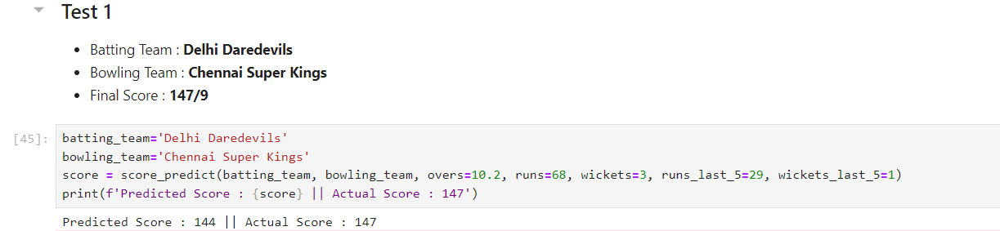 Test 1
• Batting Team : Delhi Daredevils
• Bowling Team : Chennai Super Kings
• Final Score : 147/9
[45]: batting_team='Delhi Daredevils'
bowling_team='Chennai Super Kings'
score = score_predict(batting_team, bowling_team, overs=10.2, runs=68, wickets=3, runs_last_5=29, wickets_last_5=1)
print(f'Predicted Score : {score} || Actual Score : 147')
Predicted Score : 144 || Actual Score : 147